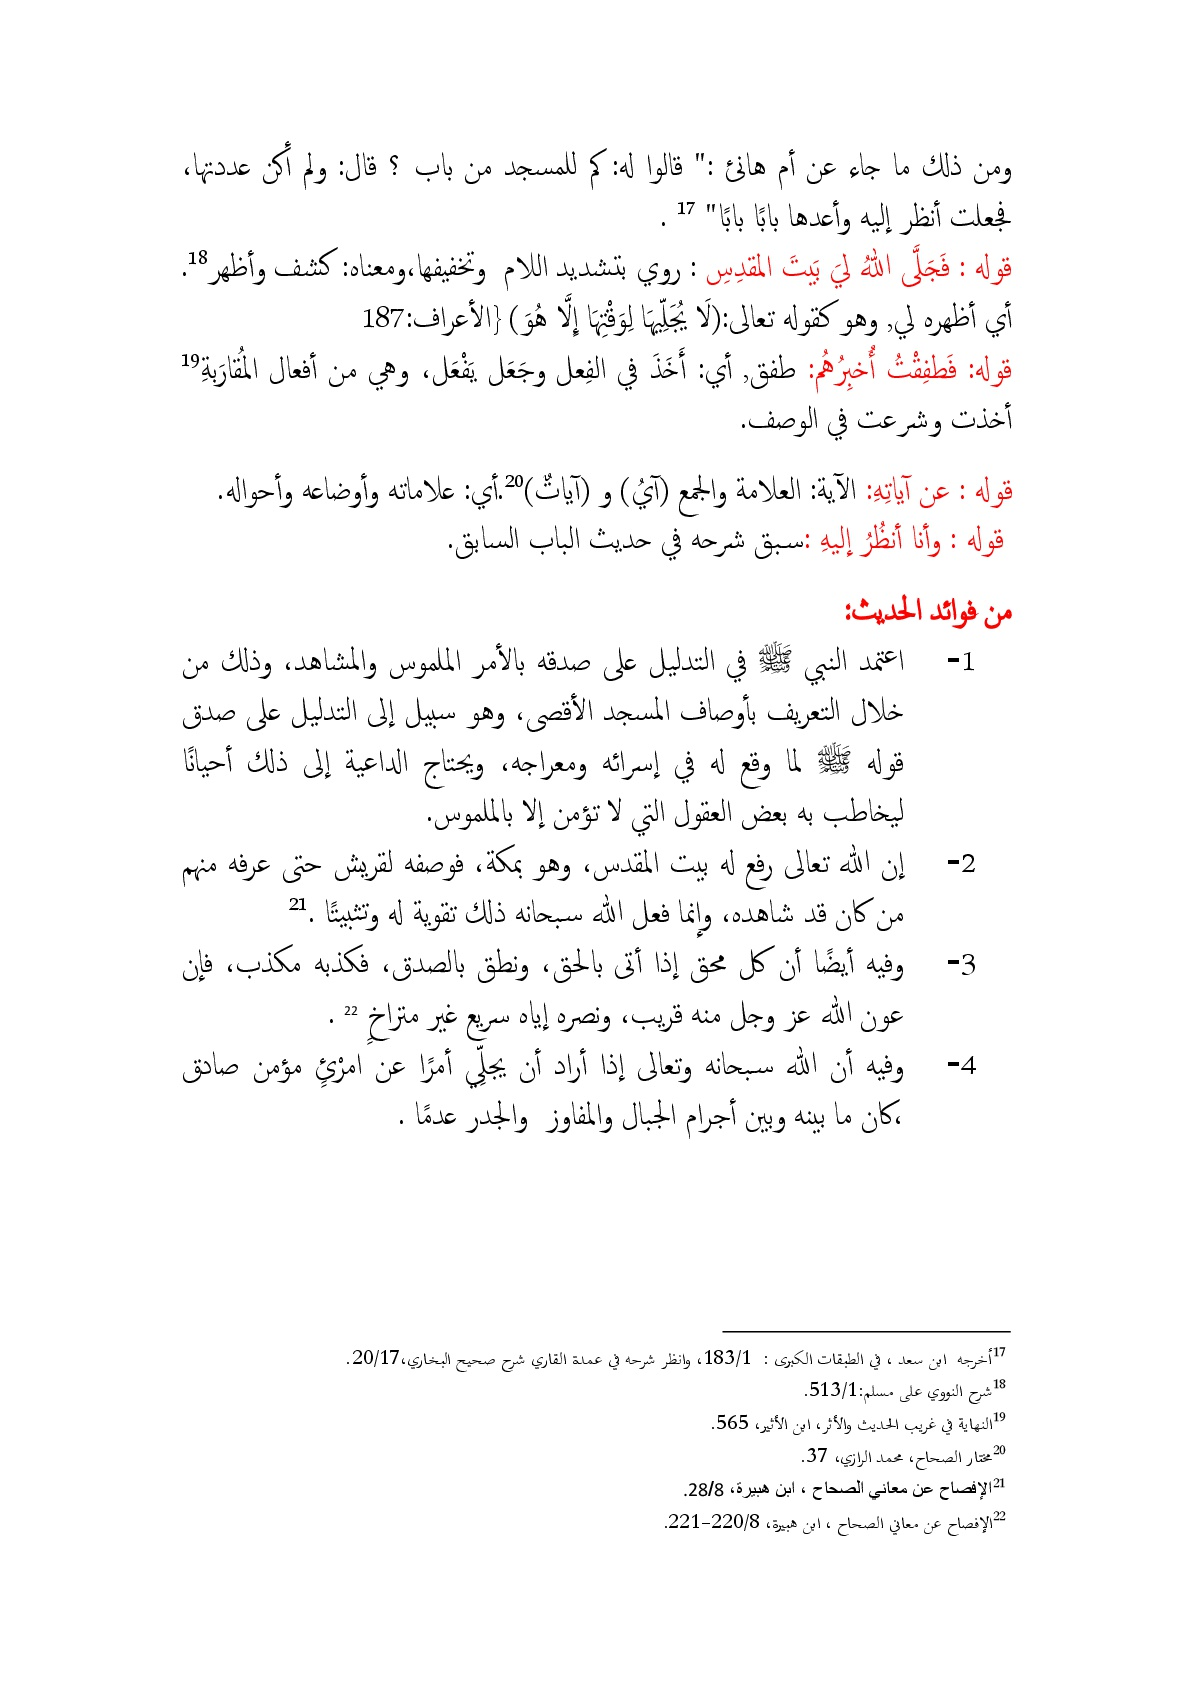 ومن ذلك ما جاء عن أم هانئ :" قالوا له: كم للمسجد من باب ؟ قال: ولم أكن عددتها،
فجعلت أنظر إليه وأعدها بابًا بابًا" 17 .
قوله : فَجَلَّى اللهُ ليَ بَيتَ المقدِسِ : روي بتشديد اللام وتخفيفها،ومعناه: كشف وأظهر18.
أي أظهره لي, وهو كقوله تعالى:(لَا يُجَلِّيهَا لِوَقْتِهَا إِلَّا هُوَ) {الأعراف:187
قوله: فَطفِقْتُ أُخبِرُهُم: طفق, أي: أَخَذَ في الفِعل وجَعَل يَفْعَل، وهي من أفعال المُقارَبةِ19
أخذت وشرعت في الوصف.
قوله : عن آياتِهِ: الآية: العلامة والجمع (آيُ) و (آياتٌ)20.أي: علاماته وأوضاعه وأحواله.
قوله : وأنا أنظُرُ إليهِ :سبق شرحه في حديث الباب السابق.
من فوائد الحديث:
1- اعتمد النبي ﷺ في التدليل على صدقه بالأمر الملموس والمشاهد، وذلك من
خلال التعريف بأوصاف المسجد الأقصى، وهو سبيل إلى التدليل على صدق
قوله ﷺ لما وقع له في إسرائه ومعراجه، ويحتاج الداعية إلى ذلك أحيانًا
ليخاطب به بعض العقول التي لا تؤمن إلا بالملموس.
2- إن الله تعالى رفع له بيت المقدس، وهو بمكة، فوصفه لقريش حتى عرفه منهم
من كان قد شاهده، وإنما فعل الله سبحانه ذلك تقوية له وتثبيتًا .21
3- وفيه أيضًا أن كل محق إذا أتى بالحق، ونطق بالصدق، فكذبه مكذب، فإن
عون الله عز وجل منه قريب، ونصره إياه سريع غير متراخٍ 22 .
4- وفيه أن الله سبحانه وتعالى إذا أراد أن يجلِّي أمرًا عن امرْئٍ مؤمن صادق
،كان ما بينه وبين أجرام الجبال والمفاوز والجدر عدمًا .
17أخرجه ابن سعد ، في الطبقات الكبرى : 183/1، وانظر شرحه في عمدة القاري شرح صحيح البخاري،20/17.
18شرح النووي على مسلم:513/1.
19النهاية في غريب الحديث والأثر، ابن الأثير، 565.
20مختار الصحاح، محمد الرازي، 37.
21الإفصاح عن معاني الصحاح ، ابن هبيرة، 28/8.
22الإفصاح عن معاني الصحاح ، ابن هبيرة، 220/8-221.